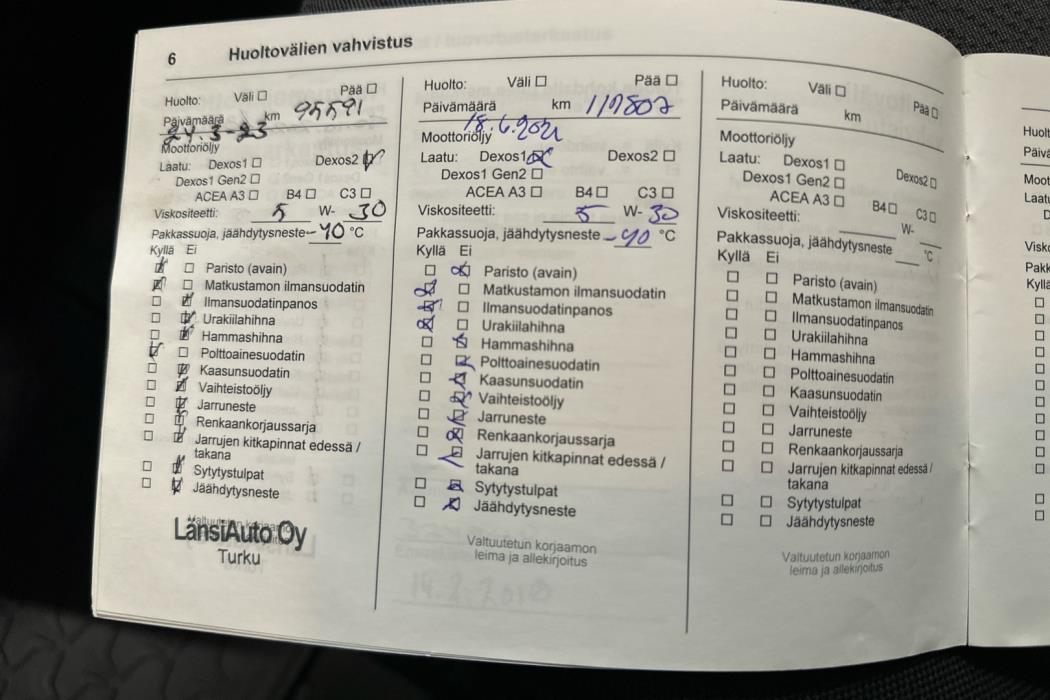 6 Huoltovälien vahvistus
Huolto: Väli Pää
Päivämäärä km 95591
24.3-23
Moottoriöljy
Laatu: Dexos1 Dexos2
Dexos1 Gen2
ACEA A3 B4 C3
Viskositeetti: 5 W- 30
Pakkassuoja, jäähdytysneste -40 °C
Kyllä Ei
Paristo (avain)
Matkustamon ilmansuodatin
Ilmansuodatinpanos
Urakiilahihna
Hammashihna
Polttoainesuodatin
Kaasunsuodatin
Vaihteistoöljy
Jarruneste
Renkaankorjaussarja
Jarrujen kitkapinnat edessä /
takana
Sytytystulpat
Jäähdytysneste
LänsiAuto Oy
Turku
Huolto: Väli Pää
Päivämäärä km 117807
18.6.202
Moottoriöljy
Laatu: Dexos1 Dexos2
Dexos1 Gen2
ACEA A3 B4 C3
Viskositeetti: 5 W- 30
Pakkassuoja, jäähdytysneste -40 °C
Kyllä Ei
Paristo (avain)
Matkustamon ilmansuodatin
Ilmansuodatinpanos
Urakiilahihna
Hammashihna
Polttoainesuodatin
Kaasunsuodatin
Vaihteistoöljy
Jarruneste
Renkaankorjaussarja
Jarrujen kitkapinnat edessä /
takana
Sytytystulpat
Jäähdytysneste
Valtuutetun korjaamon
leima ja allekirjoitus
Huolto: Väli Pää
Päivämäärä km
Moottoriöljy
Laatu: Dexos1 Dexos2
Dexos1 Gen2
ACEA A3 B4 C3
Viskositeetti: W-
Pakkassuoja, jäähdytysneste °C
Kyllä Ei
Paristo (avain)
Matkustamon ilmansuodatin
Ilmansuodatinpanos
Urakiilahihna
Hammashihna
Polttoainesuodatin
Kaasunsuodatin
Vaihteistoöljy
Jarruneste
Renkaankorjaussarja
Jarrujen kitkapinnat edessä /
takana
Sytytystulpat
Jäähdytysneste
Valtuutetun korjaamon
leima ja allekirjoitus